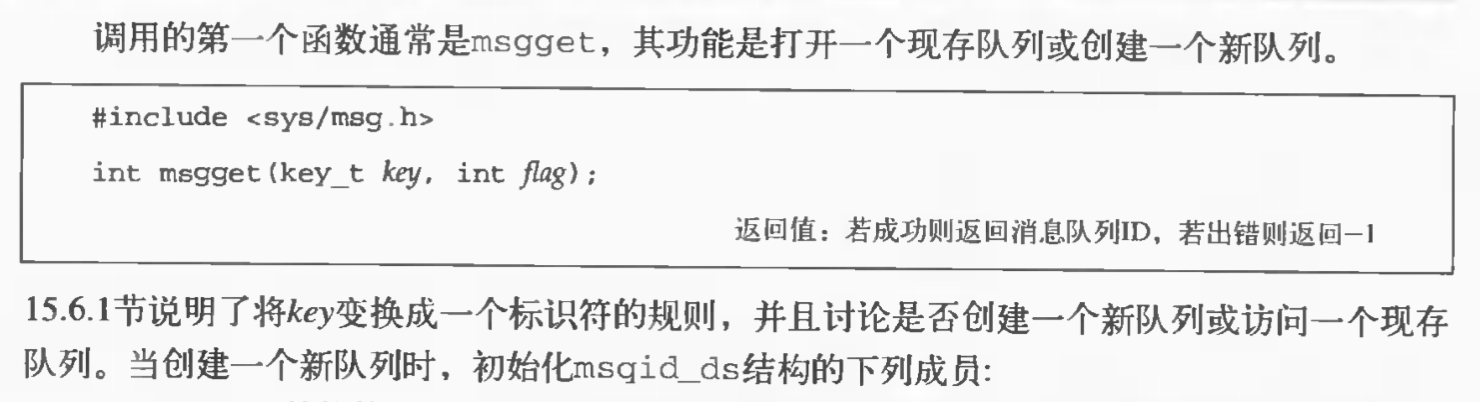 调用的第一个函数通常是msgget，其功能是打开一个现存队列或创建一个新队列。
#include <sys/msg.h>
int msgget(key_t key, int flag);
返回值：若成功则返回消息队列ID，若出错则返回−1
15.6.1节说明了将key变换成一个标识符的规则，并且讨论是否创建一个新队列或访问一个现存
队列。当创建一个新队列时，初始化msqid_ds结构的下列成员: